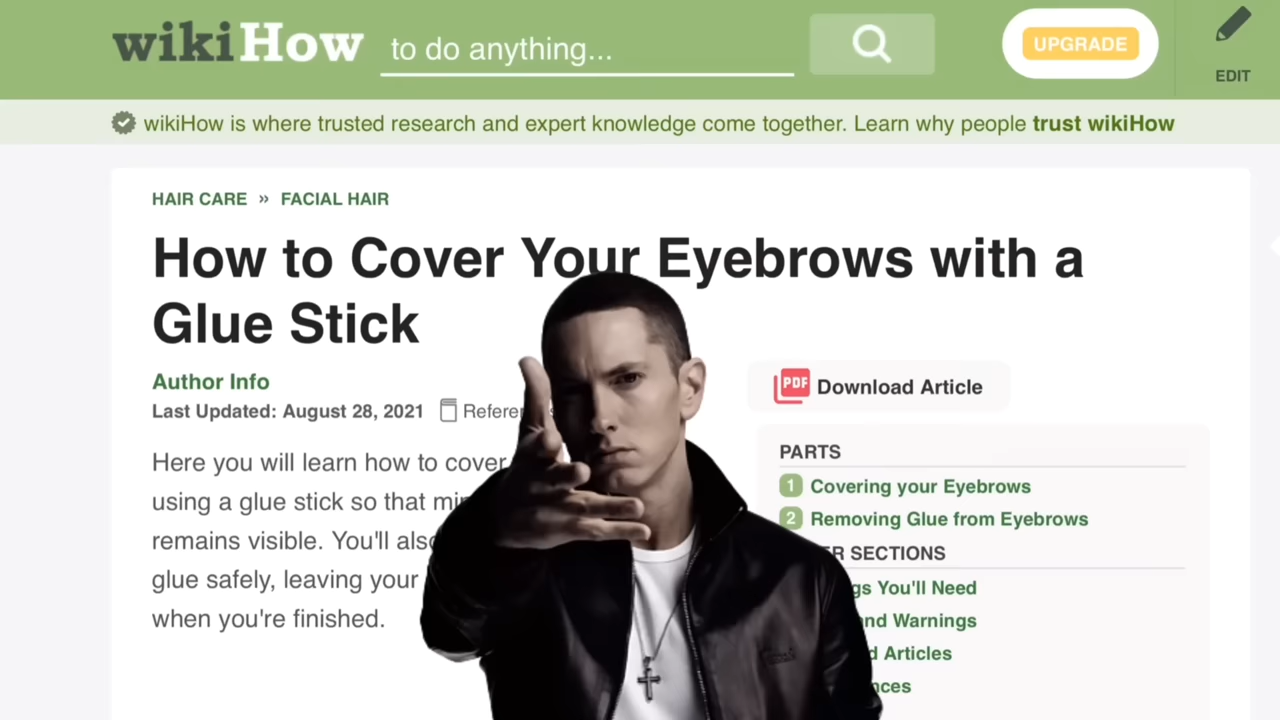 wikiHow to do anything... UPGRADE
EDIT
wikiHow is where trusted research and expert knowledge come together. Learn why people trust wikiHow
HAIR CARE » FACIAL HAIR
How to Cover Your Eyebrows with a
Glue Stick
Author Info
Last Updated: August 28, 2021
Here you will learn how to cover
using a glue stick so that
remains visible. You'll also
glue safely, leaving your
when you're finished.
PDF Download Article
PARTS
1 Covering your Eyebrows
2 Removing Glue from Eyebrows
SECTIONS
You'll Need
and Warnings
Articles